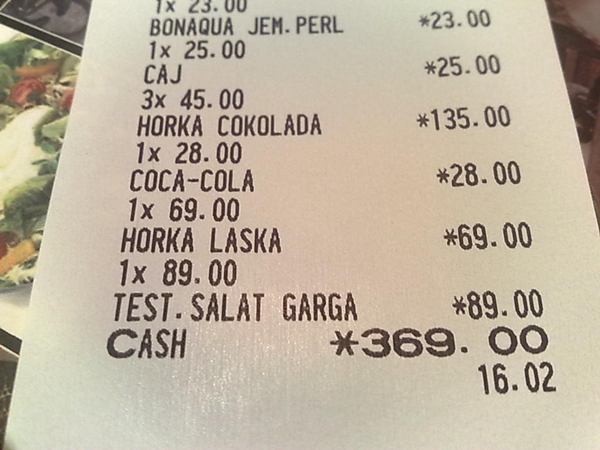 1x 23.00
BONAQUA JEM.PERL *23.00
1x 25.00
CAJ *25.00
3x 45.00
HORKA COKOLADA *135.00
1x 28.00
COCA-COLA *28.00
1x 69.00
HORKA LASKA *69.00
1x 89.00
TEST.SALAT GARGA *89.00
CASH *369.00
16.02